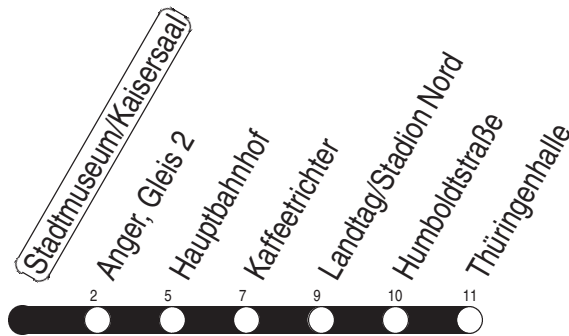 Stadtmuseum/Kaisersaal
Anger, Gleis 2
Hauptbahnhof
Kaffeetrichter
Landtag/Stadion Nord
Humboldtstraße
Thüringenhalle
2 5 7 9 10 11